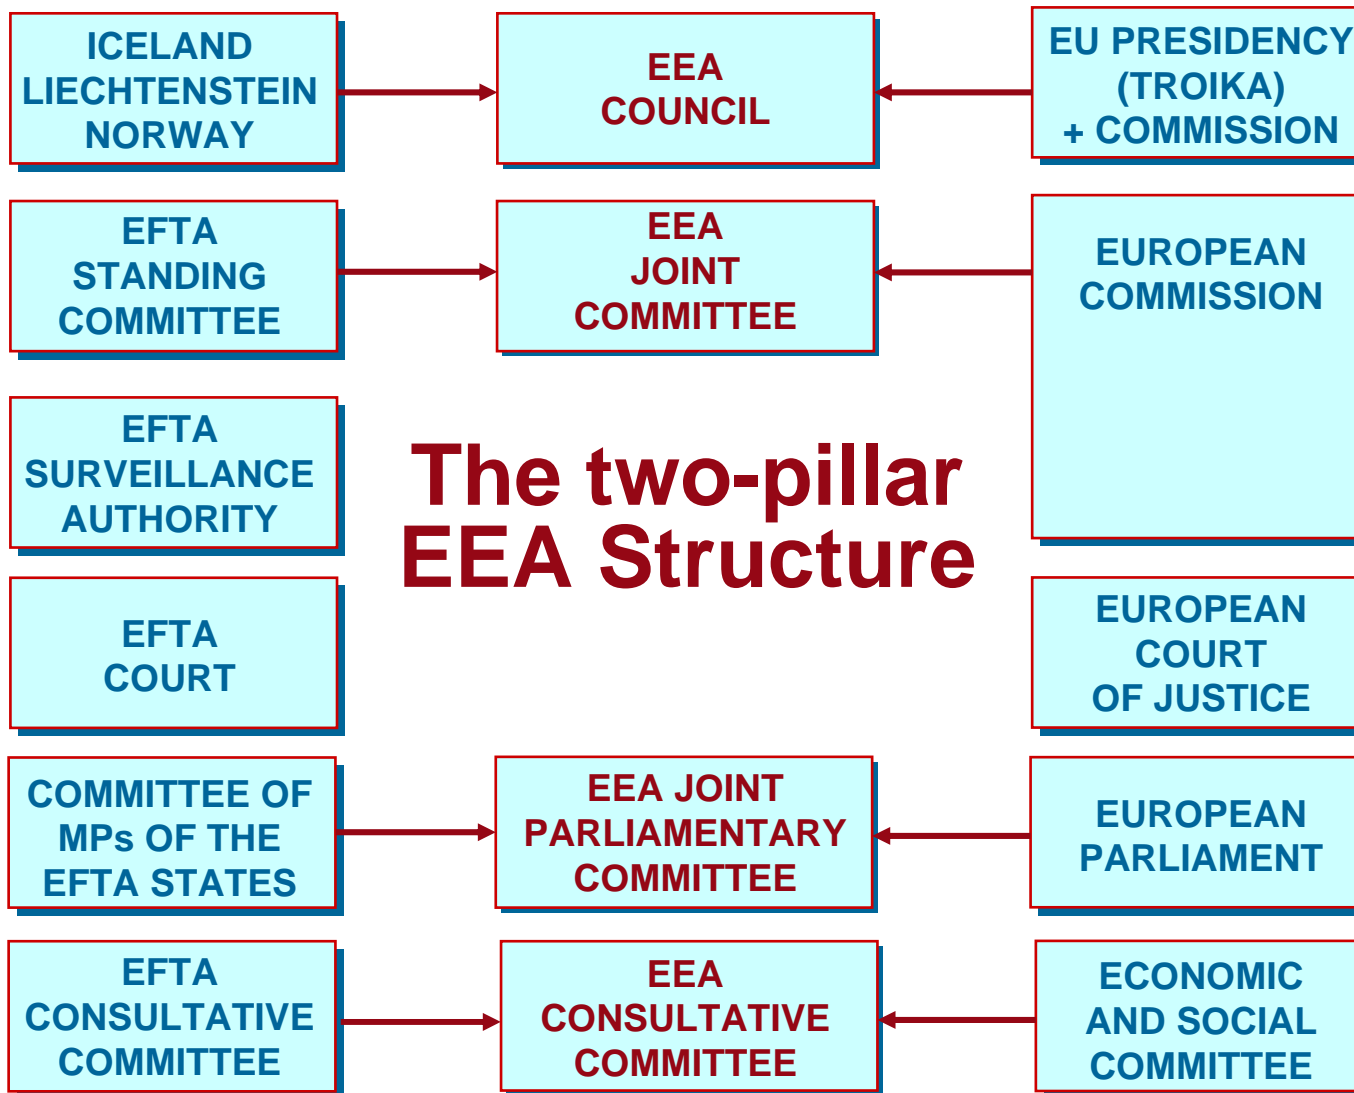 ICELAND
LIECHTENSTEIN
NORWAY
EEA
COUNCIL
EU PRESIDENCY
(TROIKA)
+ COMMISSION
EFTA
STANDING
COMMITTEE
EEA
JOINT
COMMITTEE
EUROPEAN
COMMISSION
EFTA
SURVEILLANCE
AUTHORITY
The two-pillar
EEA Structure
EFTA
COURT
EUROPEAN
COURT
OF JUSTICE
COMMITTEE OF
MPs OF THE
EFTA STATES
EEA JOINT
PARLIAMENTARY
COMMITTEE
EUROPEAN
PARLIAMENT
EFTA
CONSULTATIVE
COMMITTEE
EEA
CONSULTATIVE
COMMITTEE
ECONOMIC
AND SOCIAL
COMMITTEE